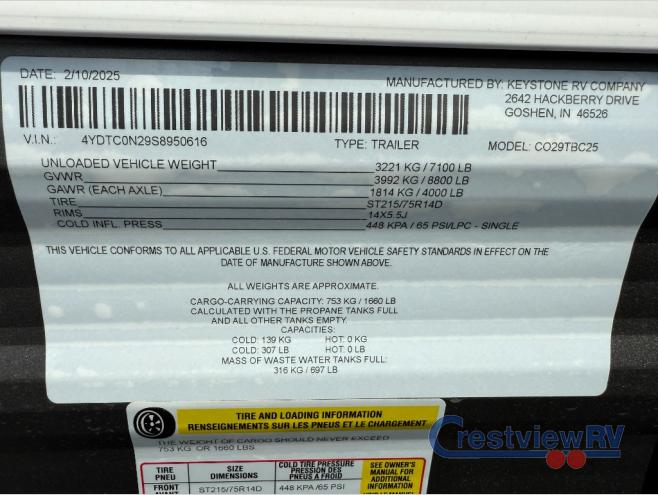 DATE: 2/10/2025
MANUFACTURED BY: KEYSTONE RV COMPANY
2642 HACKBERRY DRIVE
GOSHEN, IN 46526
V.I.N. : 4YDTC0N29S8950616 TYPE: TRAILER MODEL: CO29TBC25
UNLOADED VEHICLE WEIGHT 3221 KG / 7100 LB
GVWR 3992 KG / 8800 LB
GAWR (EACH AXLE) 1814 KG / 4000 LB
TIRE ST215/75R14D
RIMS 14X5.5J
COLD INFL. PRESS 448 KPA / 65 PSI/LPC - SINGLE
THIS VEHICLE CONFORMS TO ALL APPLICABLE U.S. FEDERAL MOTOR VEHICLE SAFETY STANDARDS IN EFFECT ON THE
DATE OF MANUFACTURE SHOWN ABOVE.
ALL WEIGHTS ARE APPROXIMATE.
CARGO-CARRYING CAPACITY: 753 KG / 1660 LB
CALCULATED WITH THE PROPANE TANKS FULL
AND ALL OTHER TANKS EMPTY.
CAPACITIES:
COLD: 139 KG HOT: 0 KG
COLD: 307 LB HOT: 0 LB
MASS OF WASTE WATER TANKS FULL:
316 KG / 697 LB
TIRE AND LOADING INFORMATION
RENSEIGNEMENTS SUR LES PNEUS ET LE CHARGEMENT
THE WEIGHT OF CARGO SHOULD NEVER EXCEED
753 KG OR 1660 LBS.
TIRE
PNEU
SIZE
DIMENSIONS
COLD TIRE PRESSURE
PRESSION DES
PNEUS A FROID
SEE OWNER'S
MANUAL FOR
ADDITIONAL
INFORMATION
VOIR LE MANUEL
FRONT
AVANT
ST215/75R14D
448 KPA /65 PSI
Crestview RV